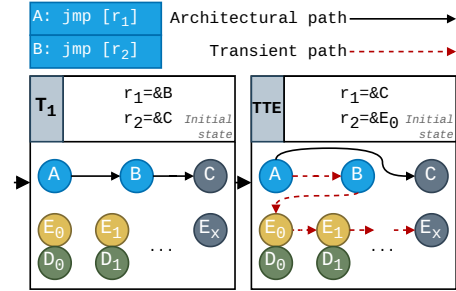 A: jmp [r1]
Architectural path
B: jmp [r2]
Transient path
T1
r1=&B
r2=&C
Initial state
A
B
C
E0
E1
Ex
D0
D1
...
TTE
r1=&C
r2=&E0
Initial state
A
B
C
E0
E1
Ex
D0
D1
...